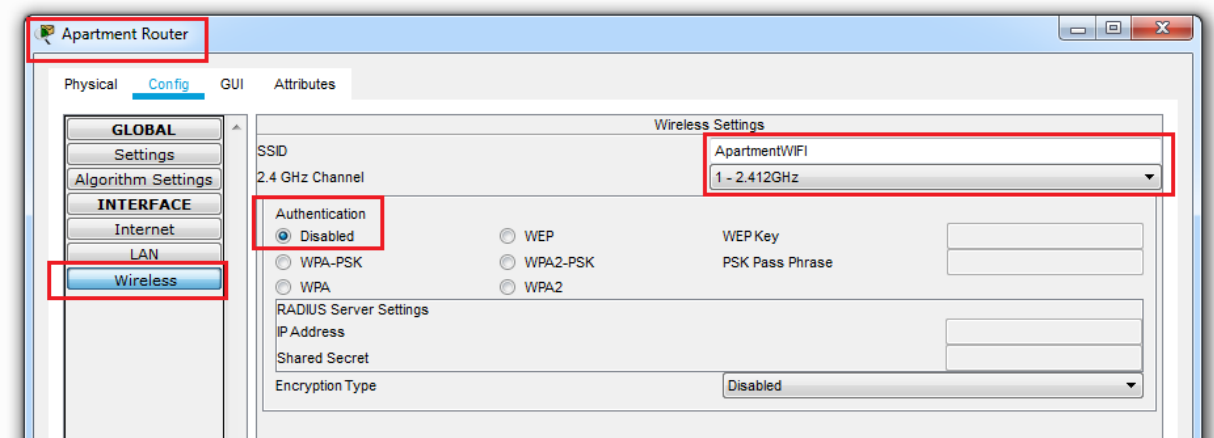 Apartment Router
Physical Config GUI Attributes
GLOBAL
Settings
Algorithm Settings
INTERFACE
Internet
LAN
Wireless
Wireless Settings
SSID ApartmentWIFI
2.4 GHz Channel 1 - 2.412GHz
Authentication
Disabled WEP WEP Key
WPA-PSK WPA2-PSK PSK Pass Phrase
WPA WPA2
RADIUS Server Settings
IP Address
Shared Secret
Encryption Type Disabled